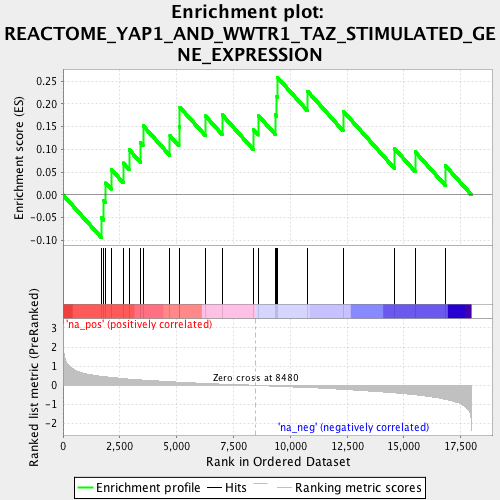 Enrichment plot:
REACTOME_YAP1_AND_WWTR1_TAZ_STIMULATED_GE
NE_EXPRESSION
Enrichment score (ES)
0.25
0.20
0.15
0.10
0.05
0.00
-0.05
-0.10
'na_pos' (positively correlated)
Ranked list metric (PreRanked)
3
2
1
0
-1
-2
Zero cross at 8480
'na_neg' (negatively correlated)
0
2,500
5,000
7,500
10,000
12,500
15,000
17,500
Rank in Ordered Dataset
Enrichment profile
Hits
Ranking metric scores